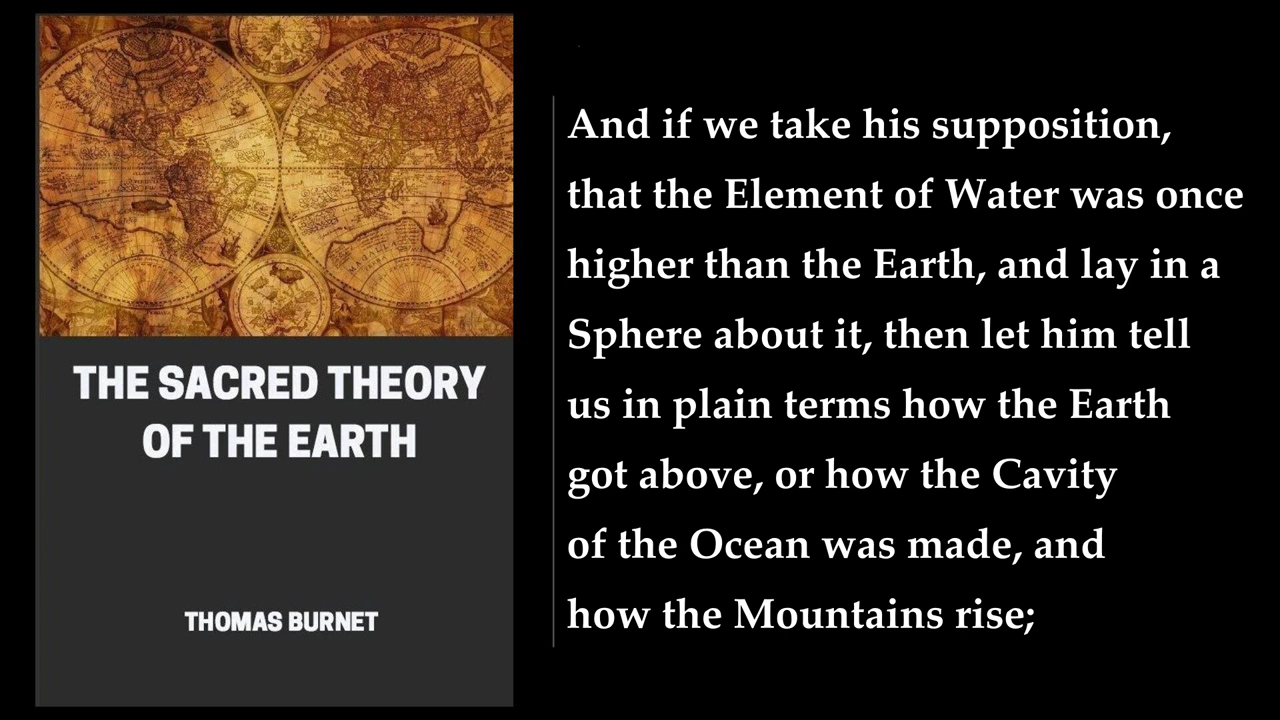 THE SACRED THEORY
OF THE EARTH
THOMAS BURNET
And if we take his supposition,
that the Element of Water was once
higher than the Earth, and lay in a
Sphere about it, then let him tell
us in plain terms how the Earth
got above, or how the Cavity
of the Ocean was made, and
how the Mountains rise;